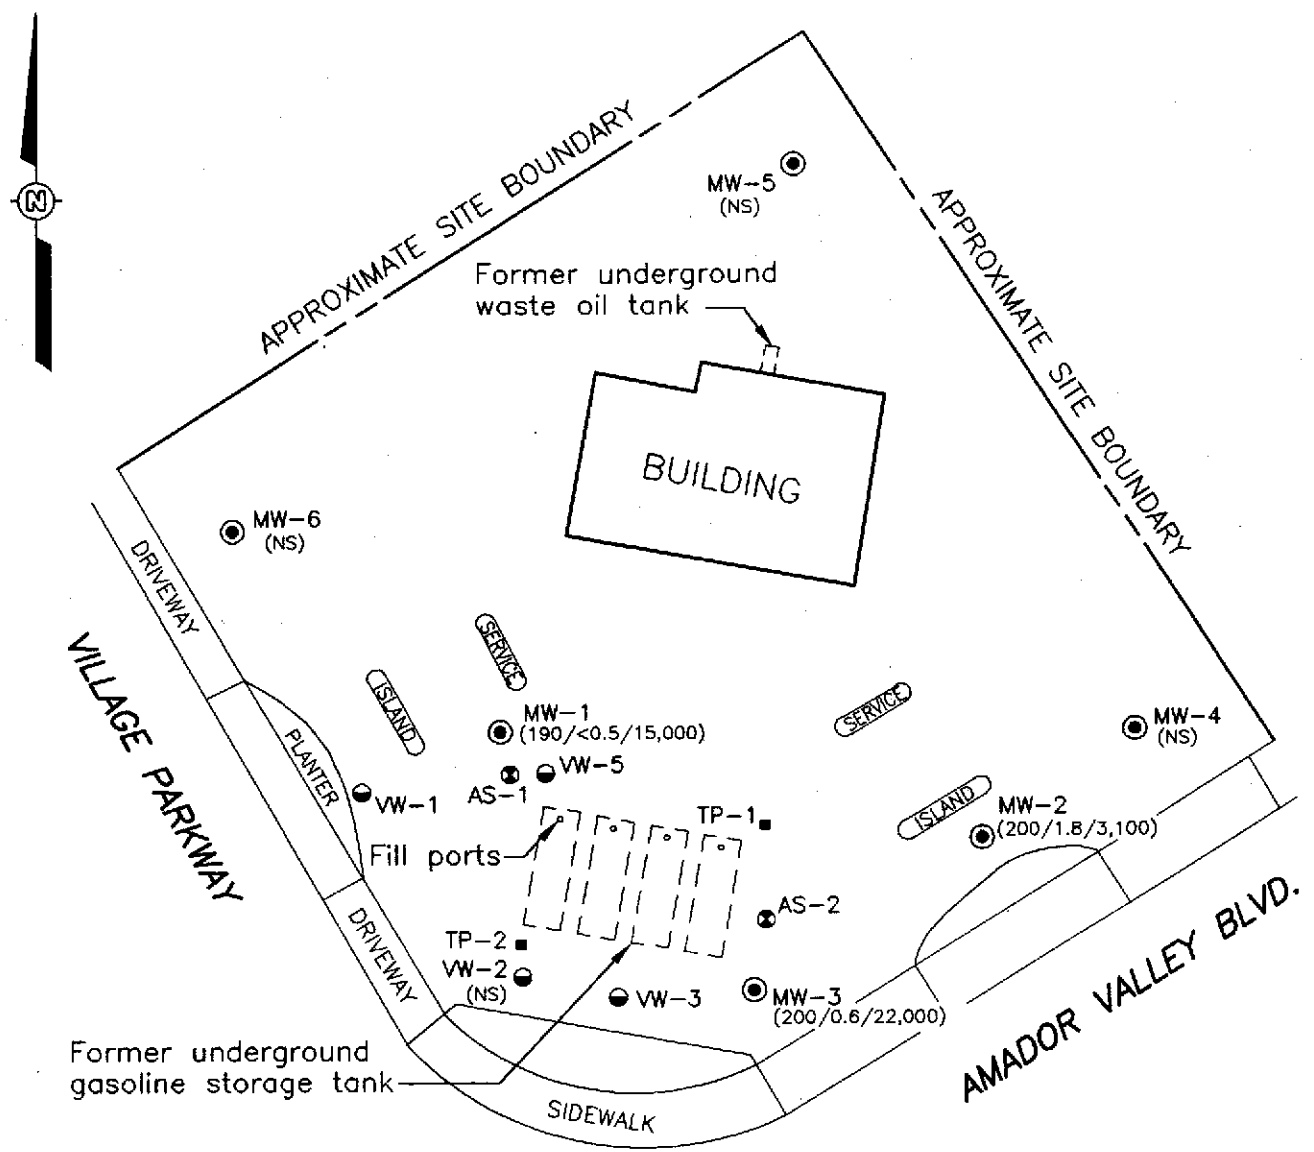 N
APPROXIMATE SITE BOUNDARY
APPROXIMATE SITE BOUNDARY
MW-5
(NS)
Former underground
waste oil tank
BUILDING
MW-6
(NS)
DRIVEWAY
VILLAGE PARKWAY
SERVICE
ISLAND
MW-1
(190/<0.5/15,000)
SERVICE
ISLAND
MW-4
(NS)
PLANTER
VW-1
AS-1
VW-5
TP-1
MW-2
(200/1.8/3,100)
Fill ports
AS-2
DRIVEWAY
TP-2
VW-2
(NS)
VW-3
MW-3
(200/0.6/22,000)
AMADOR VALLEY BLVD.
Former underground
gasoline storage tank
SIDEWALK